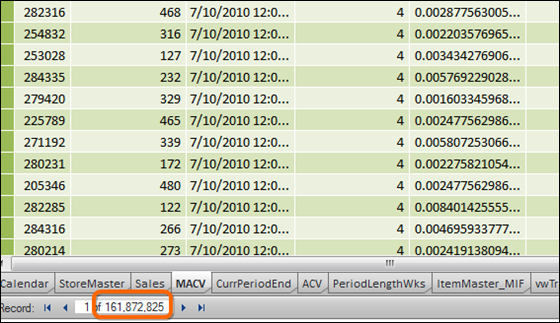 282316 468 7/10/2010 12:0... 4 0.002877563005...
254832 316 7/10/2010 12:0... 4 0.002203576965...
253028 127 7/10/2010 12:0... 4 0.003434276906...
284335 232 7/10/2010 12:0... 4 0.005769229028...
279420 329 7/10/2010 12:0... 4 0.001603345968...
225789 465 7/10/2010 12:0... 4 0.002477562986...
271192 339 7/10/2010 12:0... 4 0.005807253066...
280231 172 7/10/2010 12:0... 4 0.002275821054...
205346 480 7/10/2010 12:0... 4 0.002477562986...
282285 122 7/10/2010 12:0... 4 0.008401425555...
284316 266 7/10/2010 12:0... 4 0.004695933777...
280214 273 7/10/2010 12:0... 4 0.002419138094...
Calendar StoreMaster Sales MACV CurrPeriodEnd ACV PeriodLengthWks ItemMaster_MIF vwTr
Record: 1 of 161,872,825